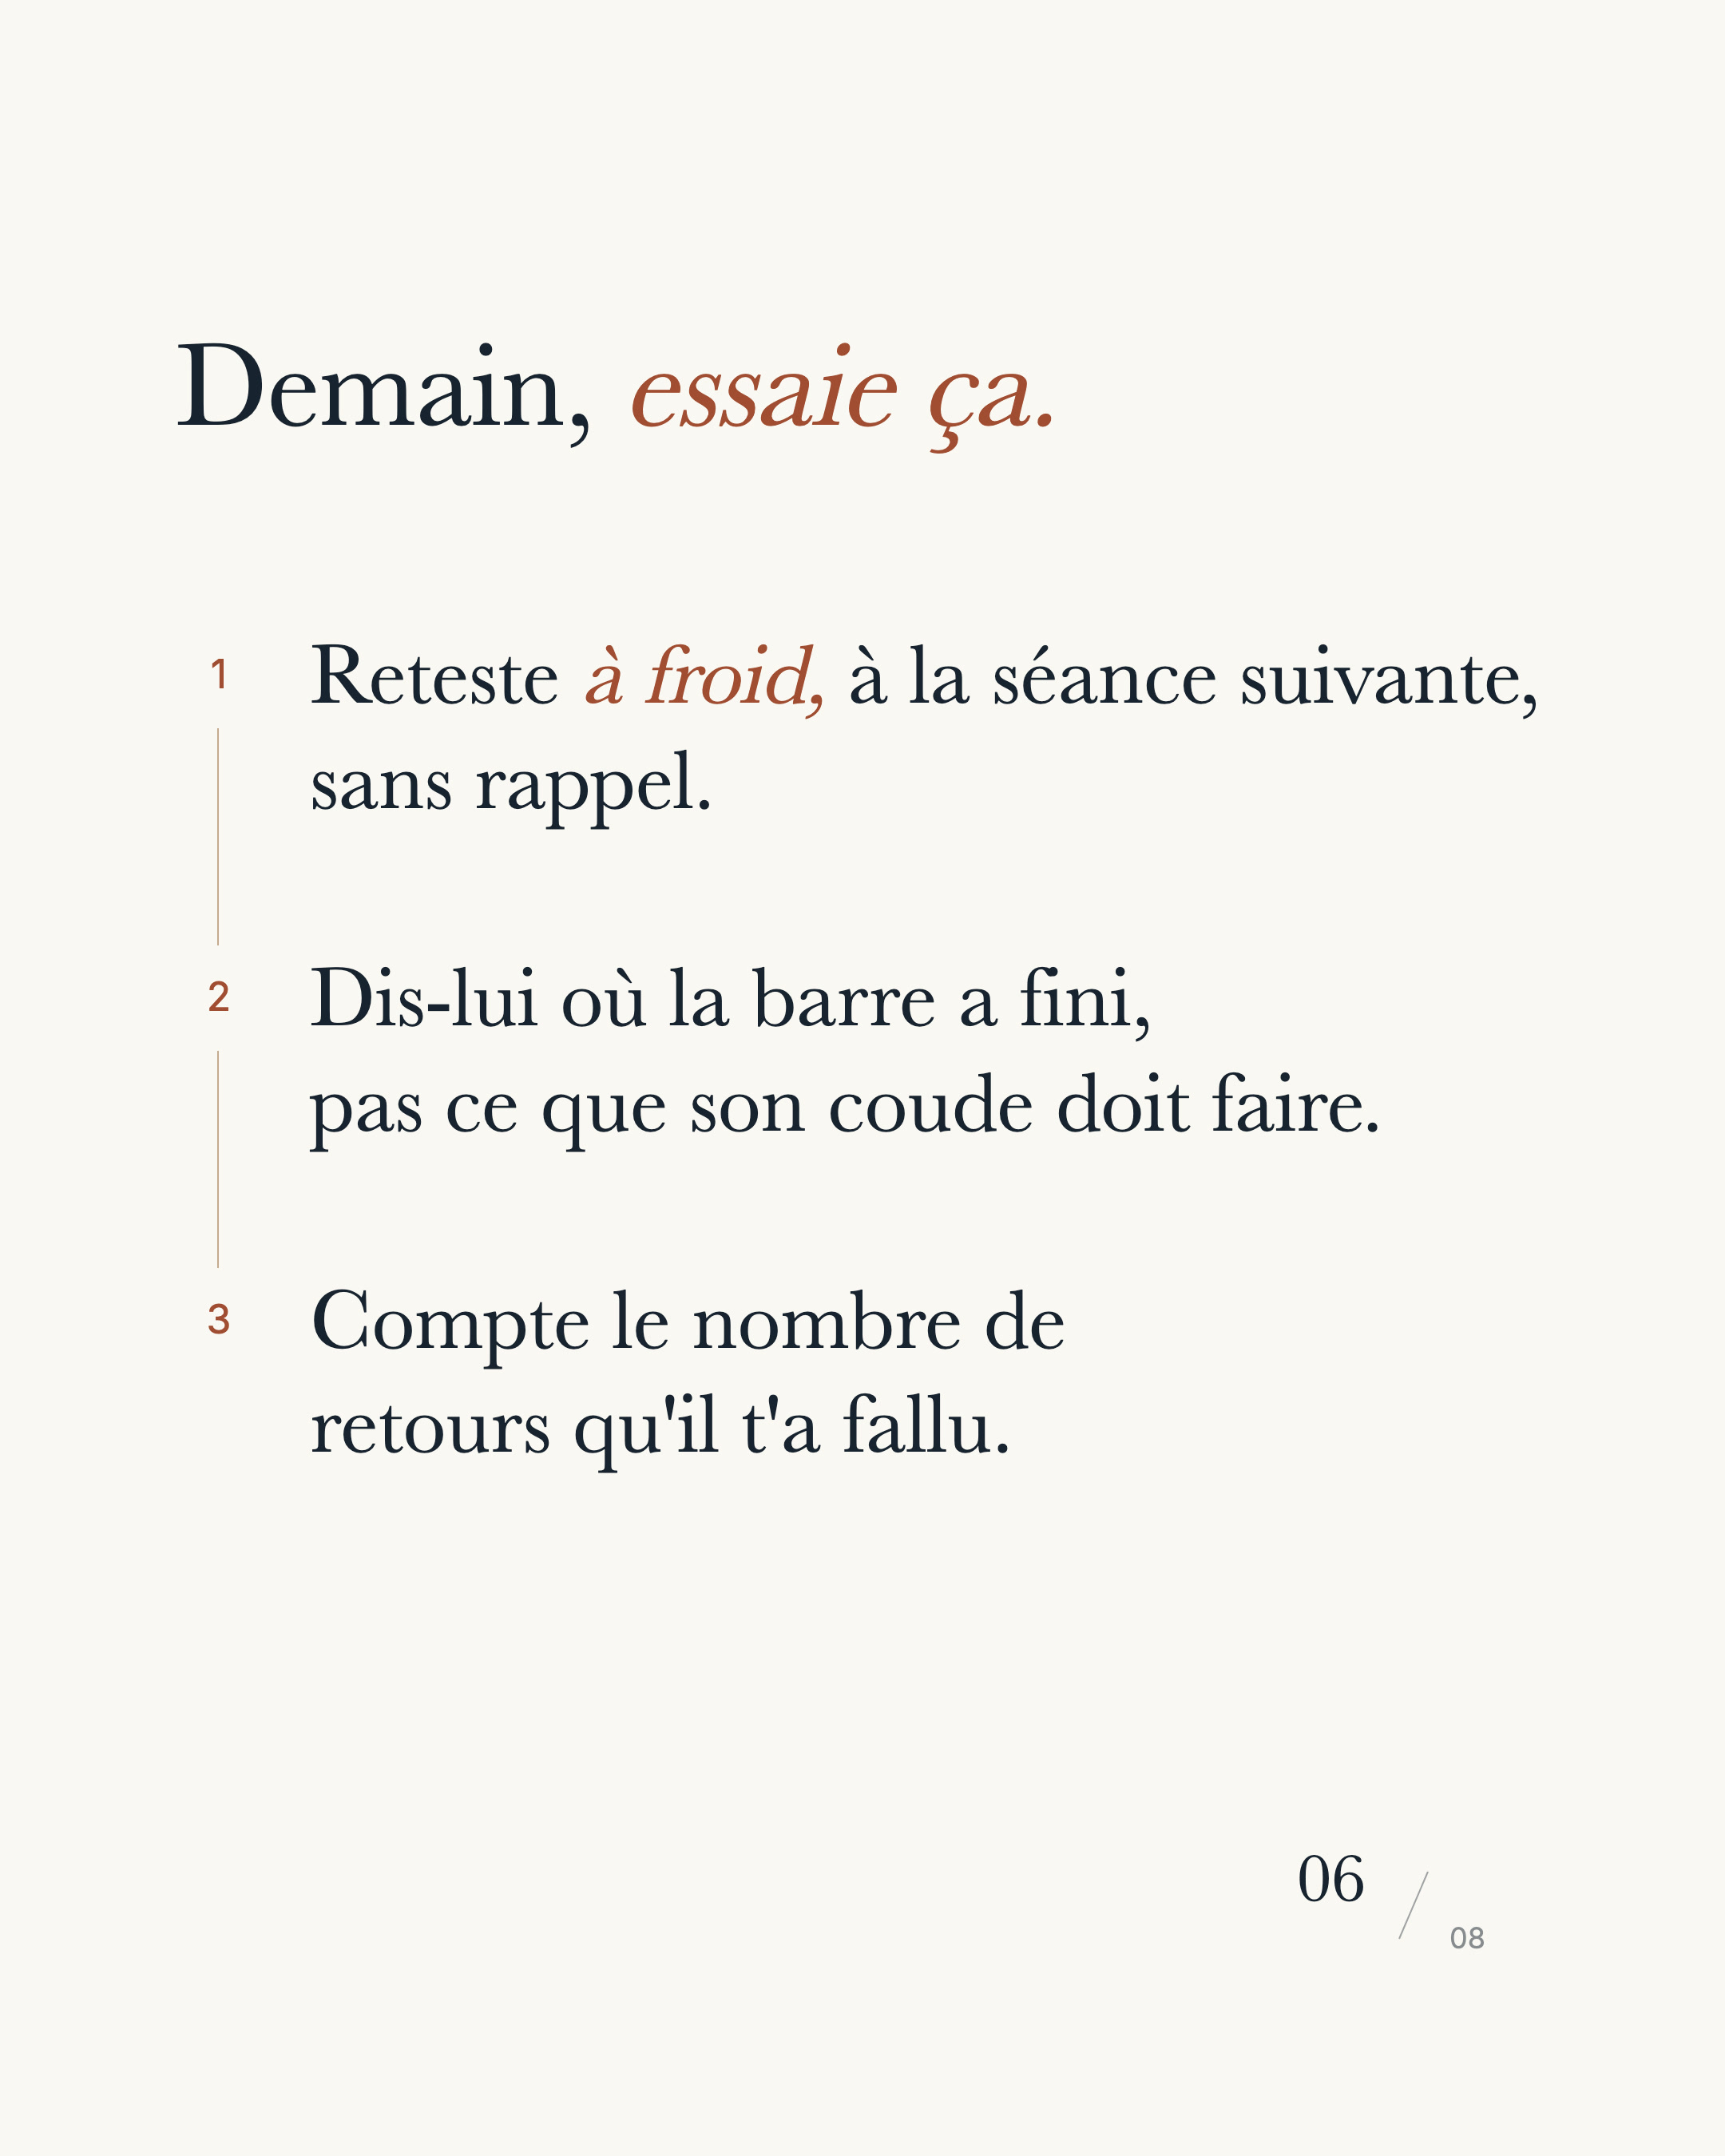 Demain, essaie ça.
1 Reteste à froid, à la séance suivante,
sans rappel.
2 Dis-lui où la barre a fini,
pas ce que son coude doit faire.
3 Compte le nombre de
retours qu'il t'a fallu.
06 / 08